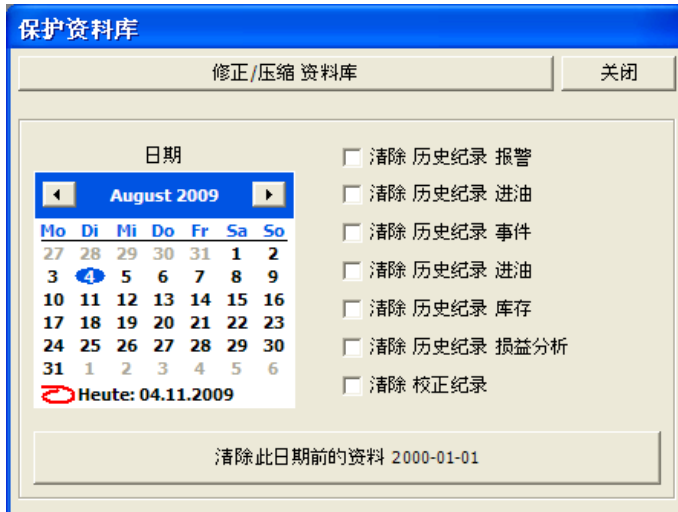 保护资料库
修正/压缩 资料库
关闭
日期
August 2009
Mo Di Mi Do Fr Sa So
27 28 29 30 31 1 2
3 4 5 6 7 8 9
10 11 12 13 14 15 16
17 18 19 20 21 22 23
24 25 26 27 28 29 30
31 1 2 3 4 5 6
Heute: 04.11.2009
清除 历史纪录 报警
清除 历史纪录 进油
清除 历史纪录 事件
清除 历史纪录 进油
清除 历史纪录 库存
清除 历史纪录 损益分析
清除 校正纪录
清除此日期前的资料 2000-01-01